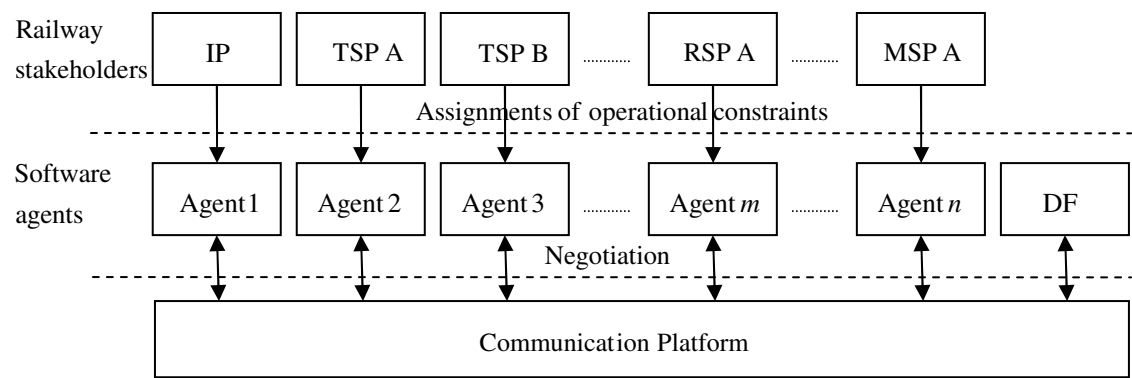 Railway
stakeholders
IP
TSP A
TSP B
............
RSP A
............
MSP A
Assignments of operational constraints
Software
agents
Agent 1
Agent 2
Agent 3
............
Agent m
............
Agent n
DF
Negotiation
Communication Platform